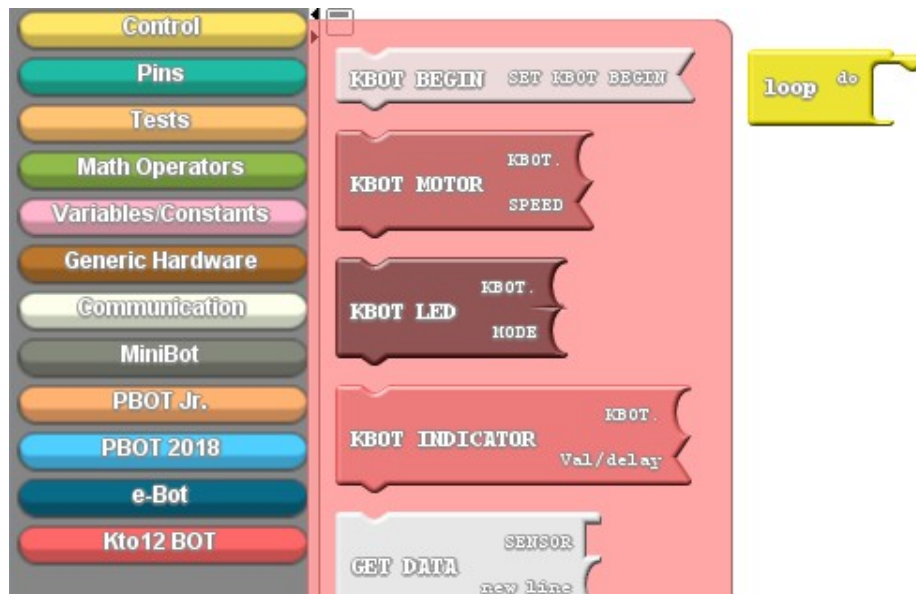 Control
Pins
Tests
Math Operators
Variables/Constants
Generic Hardware
Communication
MiniBot
PBOT Jr.
PBOT 2018
e-Bot
Kto12 BOT
KBOT BEGIN SET KBOT BEGIN
KBOT MOTOR
KBOT.
SPEED
KBOT LED
KBOT.
MODE
KBOT INDICATOR
KBOT.
Val/delay
GET DATA
SENSOR
new line
loop do